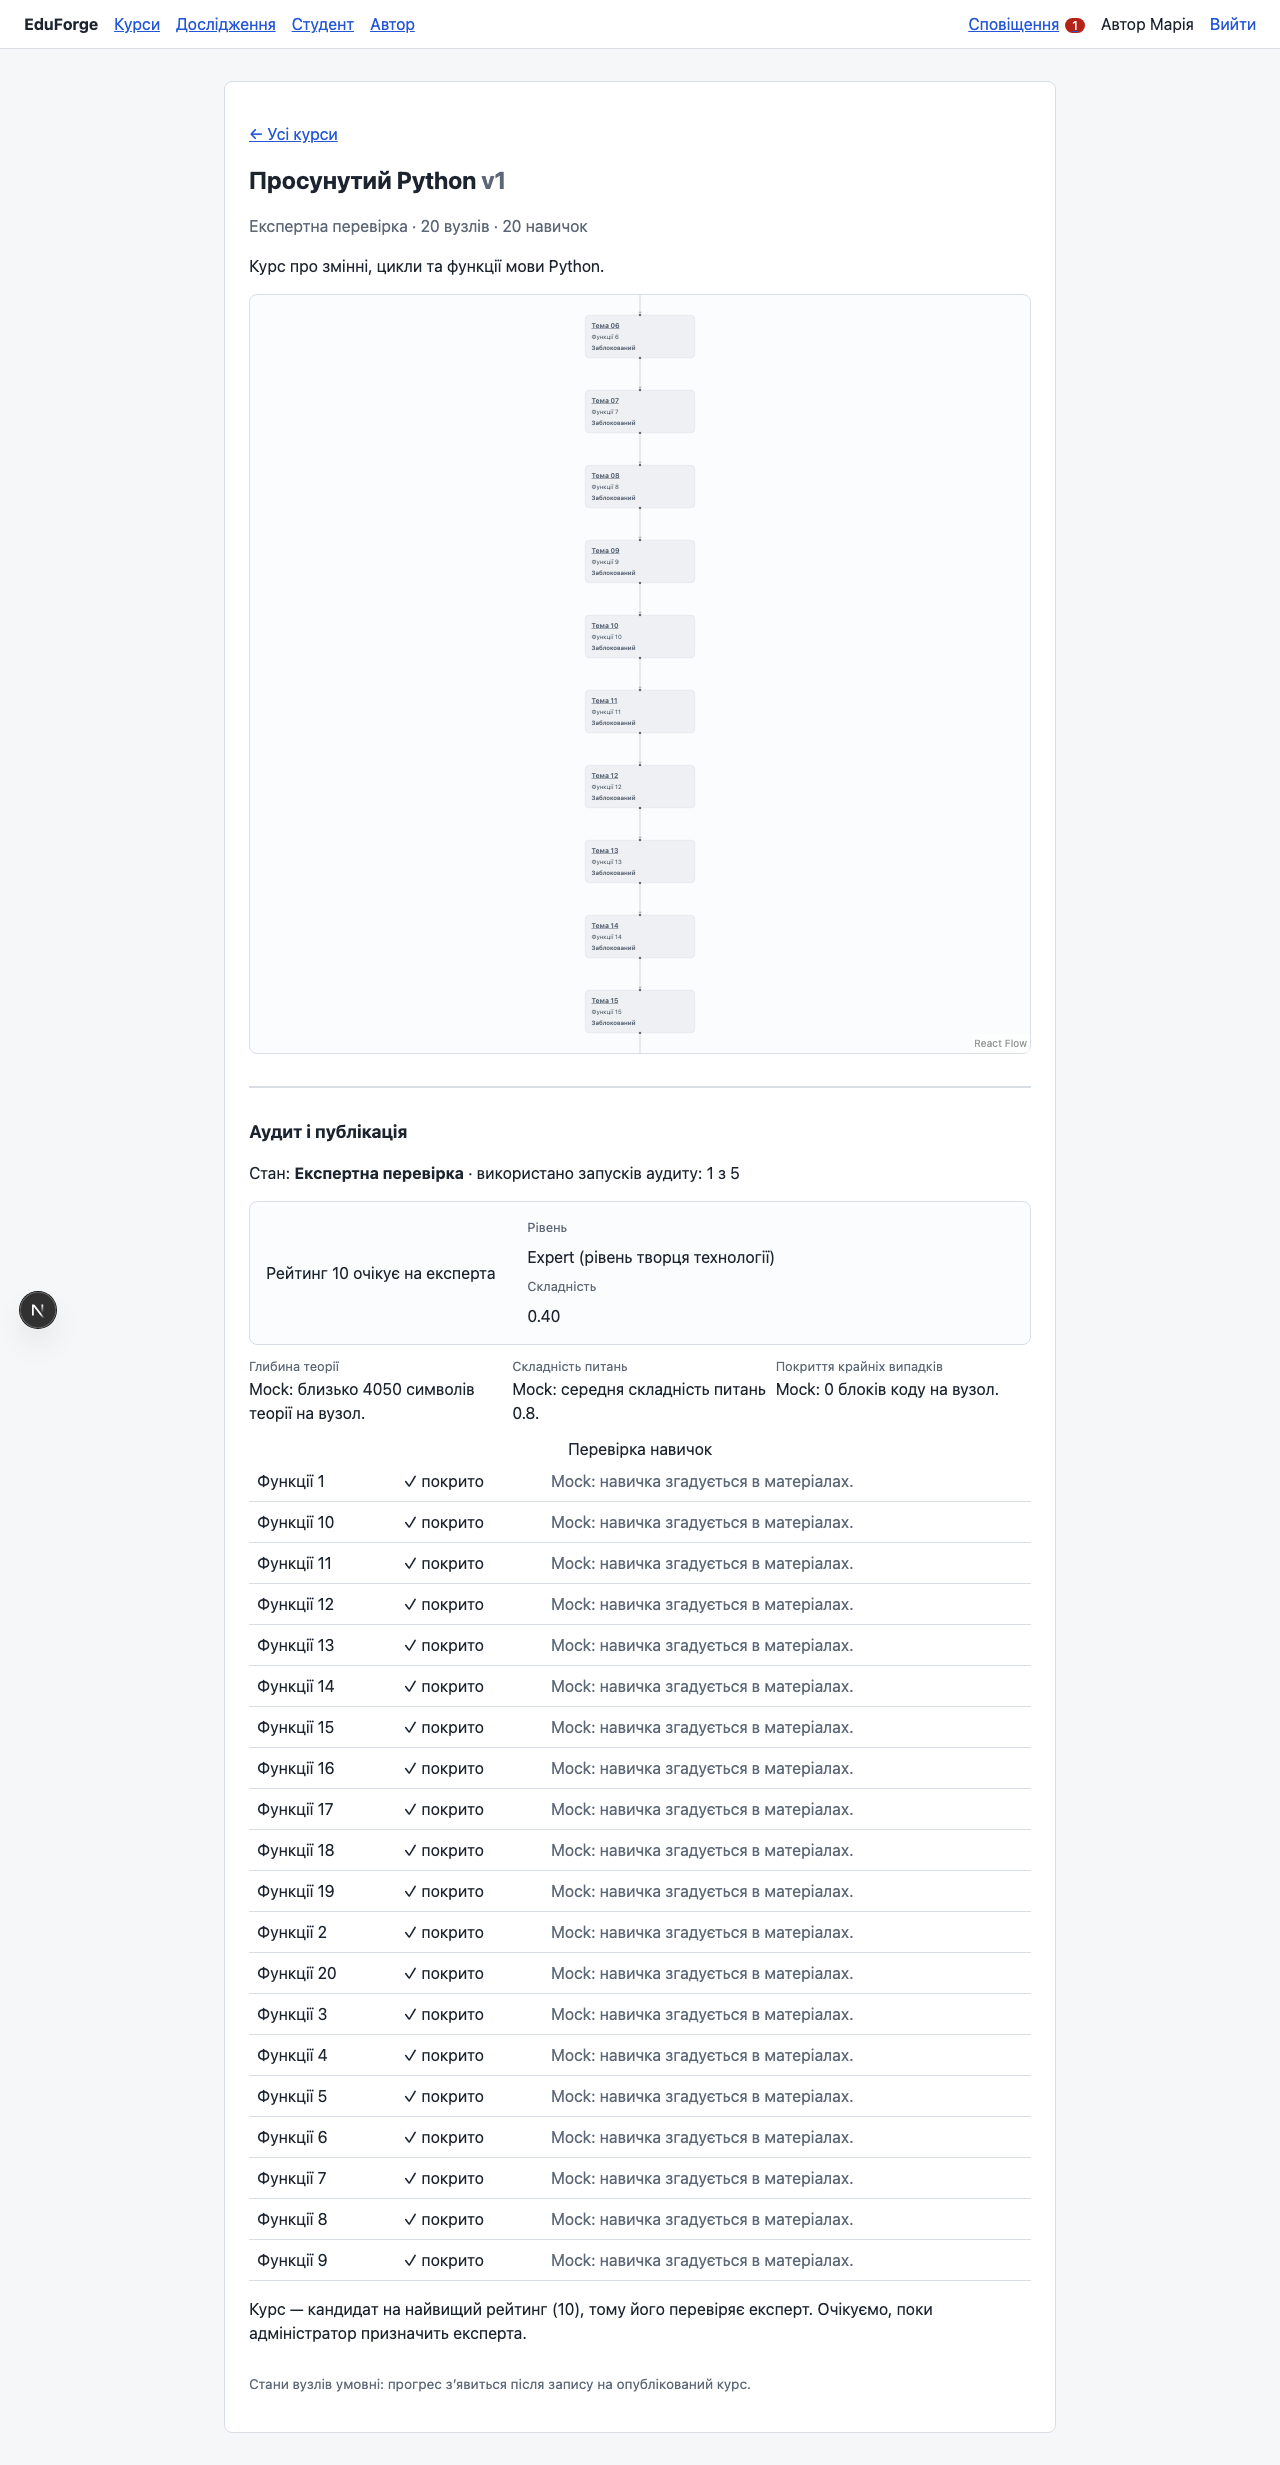 EduForge Курси Дослідження Студент Автор Сповіщення 1 Автор Марія Вийти
← Усі курси
Просунутий Python v1
Експертна перевірка · 20 вузлів · 20 навичок
Курс про змінні, цикли та функції мови Python.
Тема 06
Функції 6
Заблокований
Тема 07
Функції 7
Заблокований
Тема 08
Функції 8
Заблокований
Тема 09
Функції 9
Заблокований
Тема 10
Функції 10
Заблокований
Тема 11
Функції 11
Заблокований
Тема 12
Функції 12
Заблокований
Тема 13
Функції 13
Заблокований
Тема 14
Функції 14
Заблокований
Тема 15
Функції 15
Заблокований
React Flow
Аудит і публікація
Стан: Експертна перевірка · використано запусків аудиту: 1 з 5
Рейтинг 10 очікує на експерта
Рівень
Expert (рівень творця технології)
Складність
0.40
Глибина теорії
Mock: близько 4050 символів
теорії на вузол.
Складність питань
Mock: середня складність питань
0.8.
Покриття крайніх випадків
Mock: 0 блоків коду на вузол.
Перевірка навичок
Функції 1 ✓ покрито Mock: навичка згадується в матеріалах.
Функції 10 ✓ покрито Mock: навичка згадується в матеріалах.
Функції 11 ✓ покрито Mock: навичка згадується в матеріалах.
Функції 12 ✓ покрито Mock: навичка згадується в матеріалах.
Функції 13 ✓ покрито Mock: навичка згадується в матеріалах.
Функції 14 ✓ покрито Mock: навичка згадується в матеріалах.
Функції 15 ✓ покрито Mock: навичка згадується в матеріалах.
Функції 16 ✓ покрито Mock: навичка згадується в матеріалах.
Функції 17 ✓ покрито Mock: навичка згадується в матеріалах.
Функції 18 ✓ покрито Mock: навичка згадується в матеріалах.
Функції 19 ✓ покрито Mock: навичка згадується в матеріалах.
Функції 2 ✓ покрито Mock: навичка згадується в матеріалах.
Функції 20 ✓ покрито Mock: навичка згадується в матеріалах.
Функції 3 ✓ покрито Mock: навичка згадується в матеріалах.
Функції 4 ✓ покрито Mock: навичка згадується в матеріалах.
Функції 5 ✓ покрито Mock: навичка згадується в матеріалах.
Функції 6 ✓ покрито Mock: навичка згадується в матеріалах.
Функції 7 ✓ покрито Mock: навичка згадується в матеріалах.
Функції 8 ✓ покрито Mock: навичка згадується в матеріалах.
Функції 9 ✓ покрито Mock: навичка згадується в матеріалах.
Курс — кандидат на найвищий рейтинг (10), тому його перевіряє експерт. Очікуємо, поки
адміністратор призначить експерта.
Стани вузлів умовні: прогрес з’явиться після запису на опублікований курс.